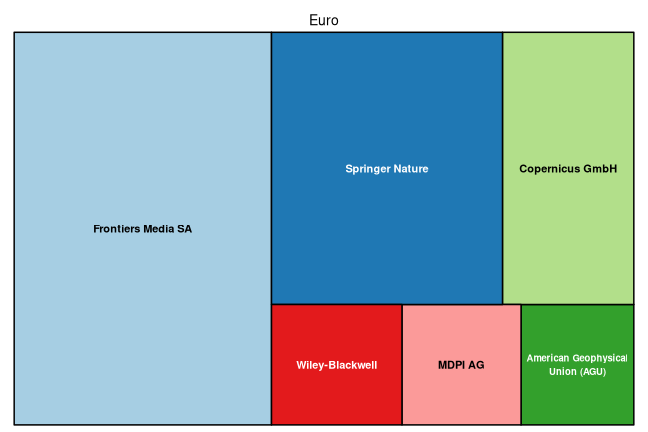 Euro
Springer Nature
Copernicus GmbH
Frontiers Media SA
Wiley-Blackwell
MDPI AG
American Geophysical
Union (AGU)